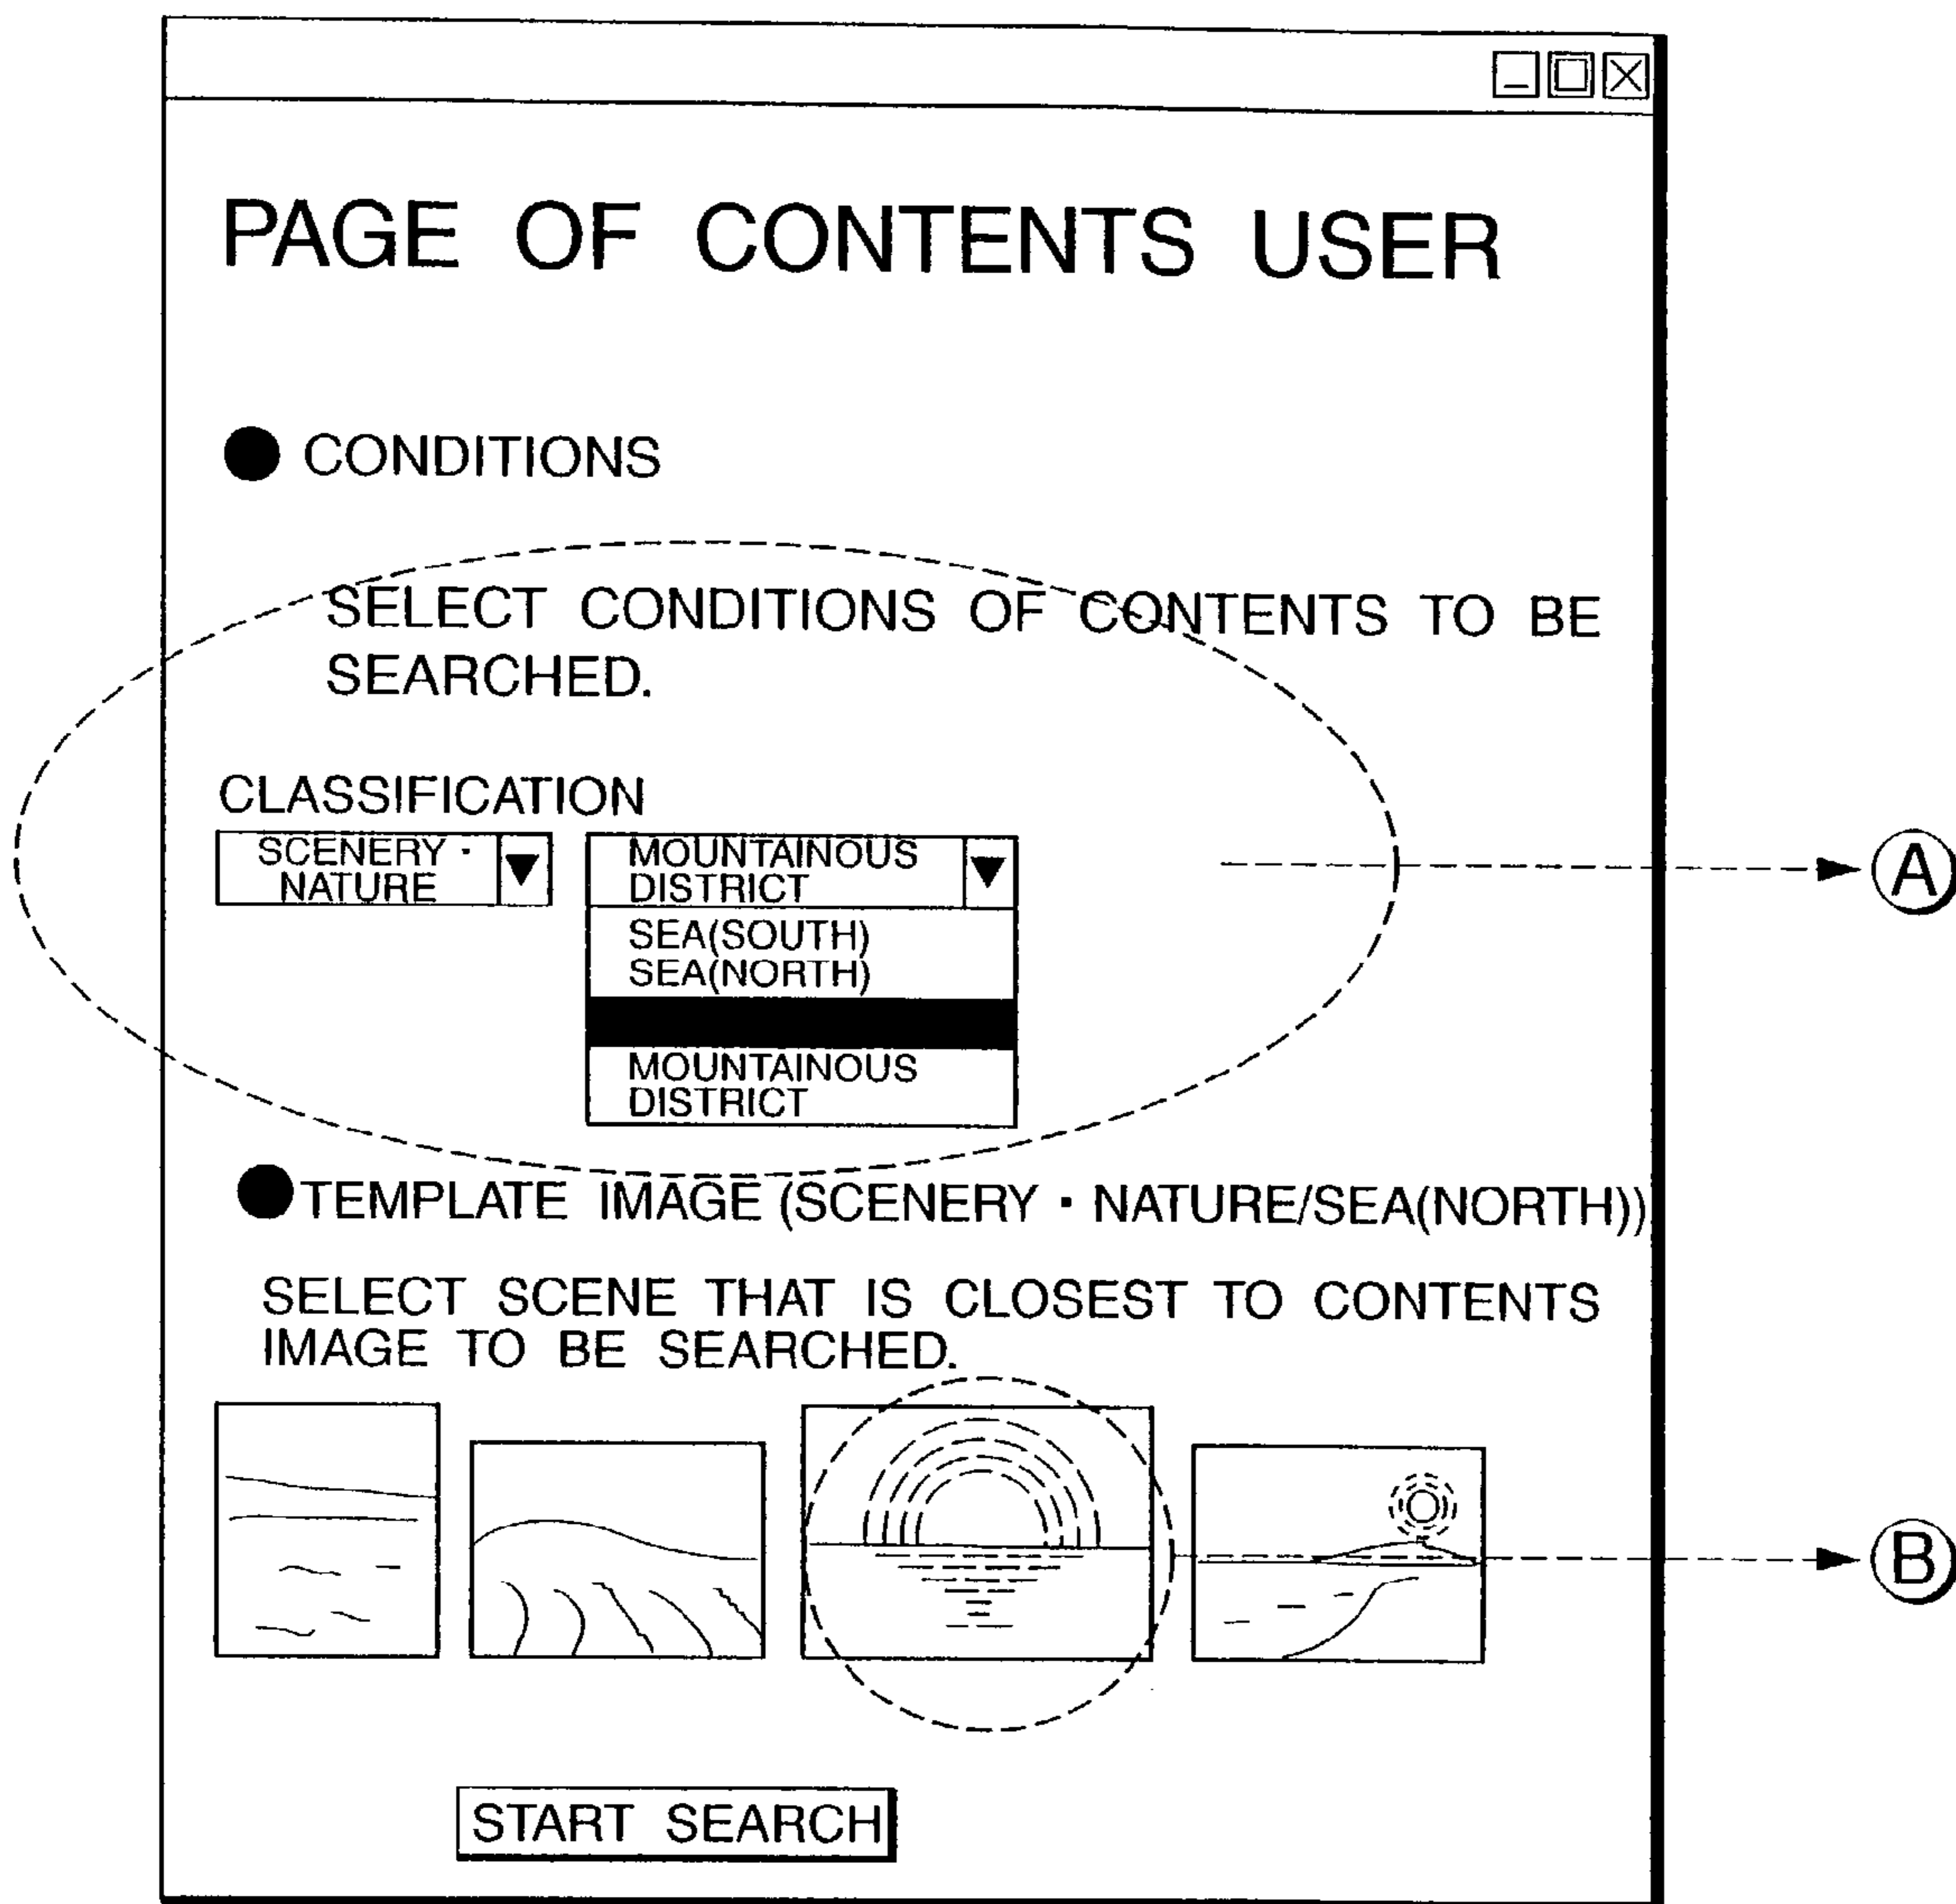 PAGE OF CONTENTS USER
● CONDITIONS
SELECT CONDITIONS OF CONTENTS TO BE
SEARCHED.
CLASSIFICATION
SCENERY ·
NATURE
▼
MOUNTAINOUS
DISTRICT
▼
SEA(SOUTH)
SEA(NORTH)
MOUNTAINOUS
DISTRICT
A
● TEMPLATE IMAGE (SCENERY · NATURE/SEA(NORTH))
SELECT SCENE THAT IS CLOSEST TO CONTENTS
IMAGE TO BE SEARCHED.
B
START SEARCH